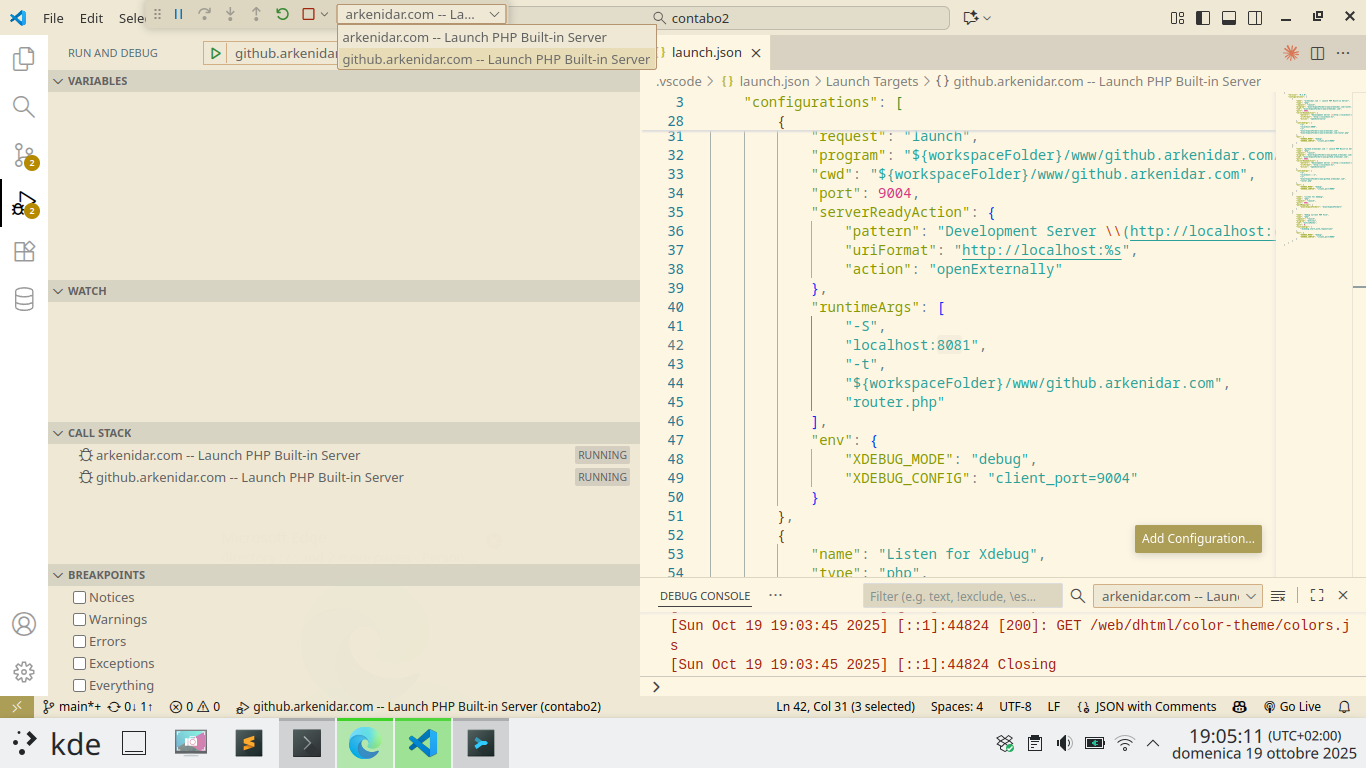 File Edit Sele
arkenidar.com -- La...
contabo2
arkenidar.com -- Launch PHP Built-in Server
github.arkenidar.com -- Launch PHP Built-in Server
RUN AND DEBUG
github.arkenidar
launch.json
.vscode > launch.json > Launch Targets > {} github.arkenidar.com -- Launch PHP Built-in Server
VARIABLES
WATCH
CALL STACK
arkenidar.com -- Launch PHP Built-in Server RUNNING
github.arkenidar.com -- Launch PHP Built-in Server RUNNING
BREAKPOINTS
Notices
Warnings
Errors
Exceptions
Everything
2
2
3 "configurations": [
28 {
31 "request": "launch",
32 "program": "${workspaceFolder}/www/github.arkenidar.com
33 "cwd": "${workspaceFolder}/www/github.arkenidar.com",
34 "port": 9004,
35 "serverReadyAction": {
36 "pattern": "Development Server \\(http://localhost:
37 "uriFormat": "http://localhost:%s",
38 "action": "openExternally"
39 },
40 "runtimeArgs": [
41 "-S",
42 "localhost:8081",
43 "-t",
44 "${workspaceFolder}/www/github.arkenidar.com",
45 "router.php"
46 ],
47 "env": {
48 "XDEBUG_MODE": "debug",
49 "XDEBUG_CONFIG": "client_port=9004"
50 }
51 },
52 {
53 "name": "Listen for Xdebug",
54 "type": "php",
Add Configuration...
DEBUG CONSOLE
Filter (e.g. text, !exclude, \es...
arkenidar.com -- Laun
[Sun Oct 19 19:03:45 2025] [::1]:44824 [200]: GET /web/dhtml/color-theme/colors.j
s
[Sun Oct 19 19:03:45 2025] [::1]:44824 Closing
main*+ 0↓ 1↑ 0 0 github.arkenidar.com -- Launch PHP Built-in Server (contabo2) Ln 42, Col 31 (3 selected) Spaces: 4 UTF-8 LF JSON with Comments Go Live
kde
19:05:11 (UTC+02:00)
domenica 19 ottobre 2025